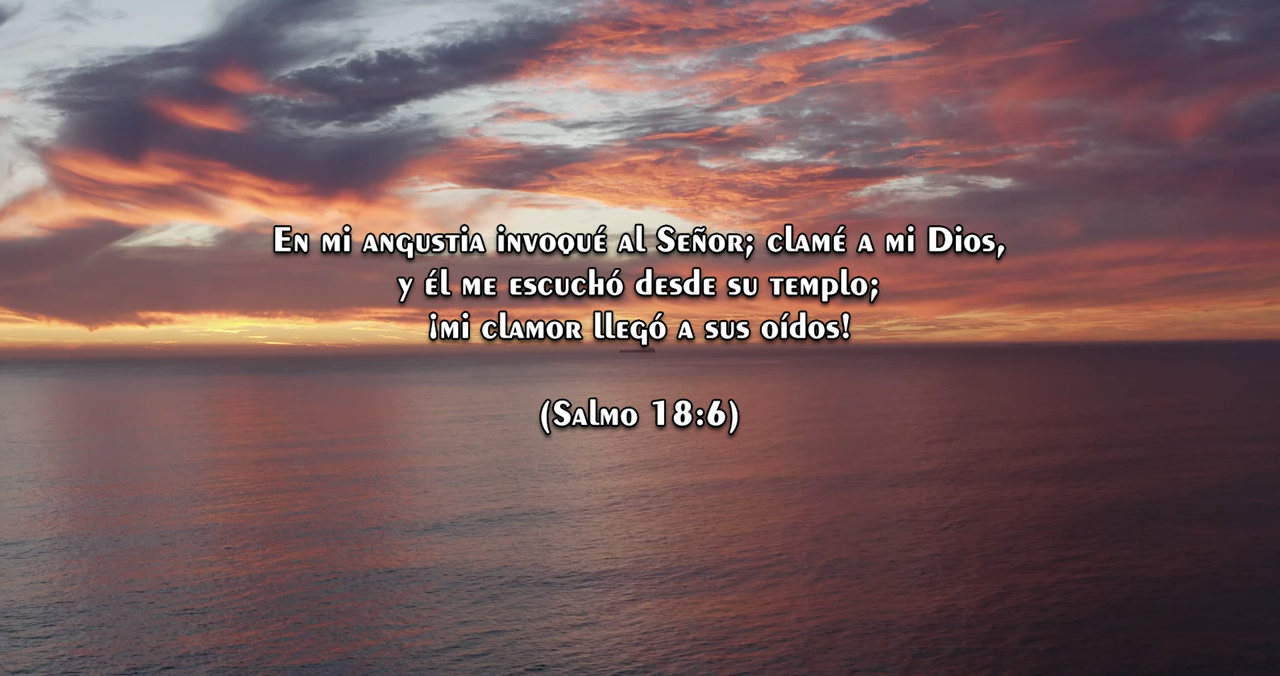 En mi angustia invoqué al Señor; clamé a mi Dios,
y él me escuchó desde su templo;
¡mi clamor llegó a sus oídos!
(Salmo 18:6)